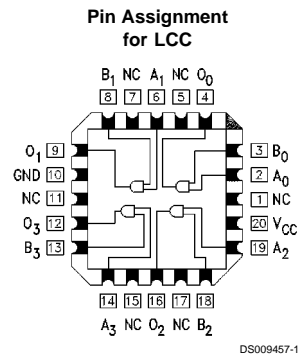 Pin Assignment
for LCC
B1 NC A1 NC O0
8 7 6 5 4
O1 9
GND 10
NC 11
O3 12
B3 13
3 B0
2 A0
1 NC
20 VCC
19 A2
14 15 16 17 18
A3 NC O2 NC B2
DS009457-1